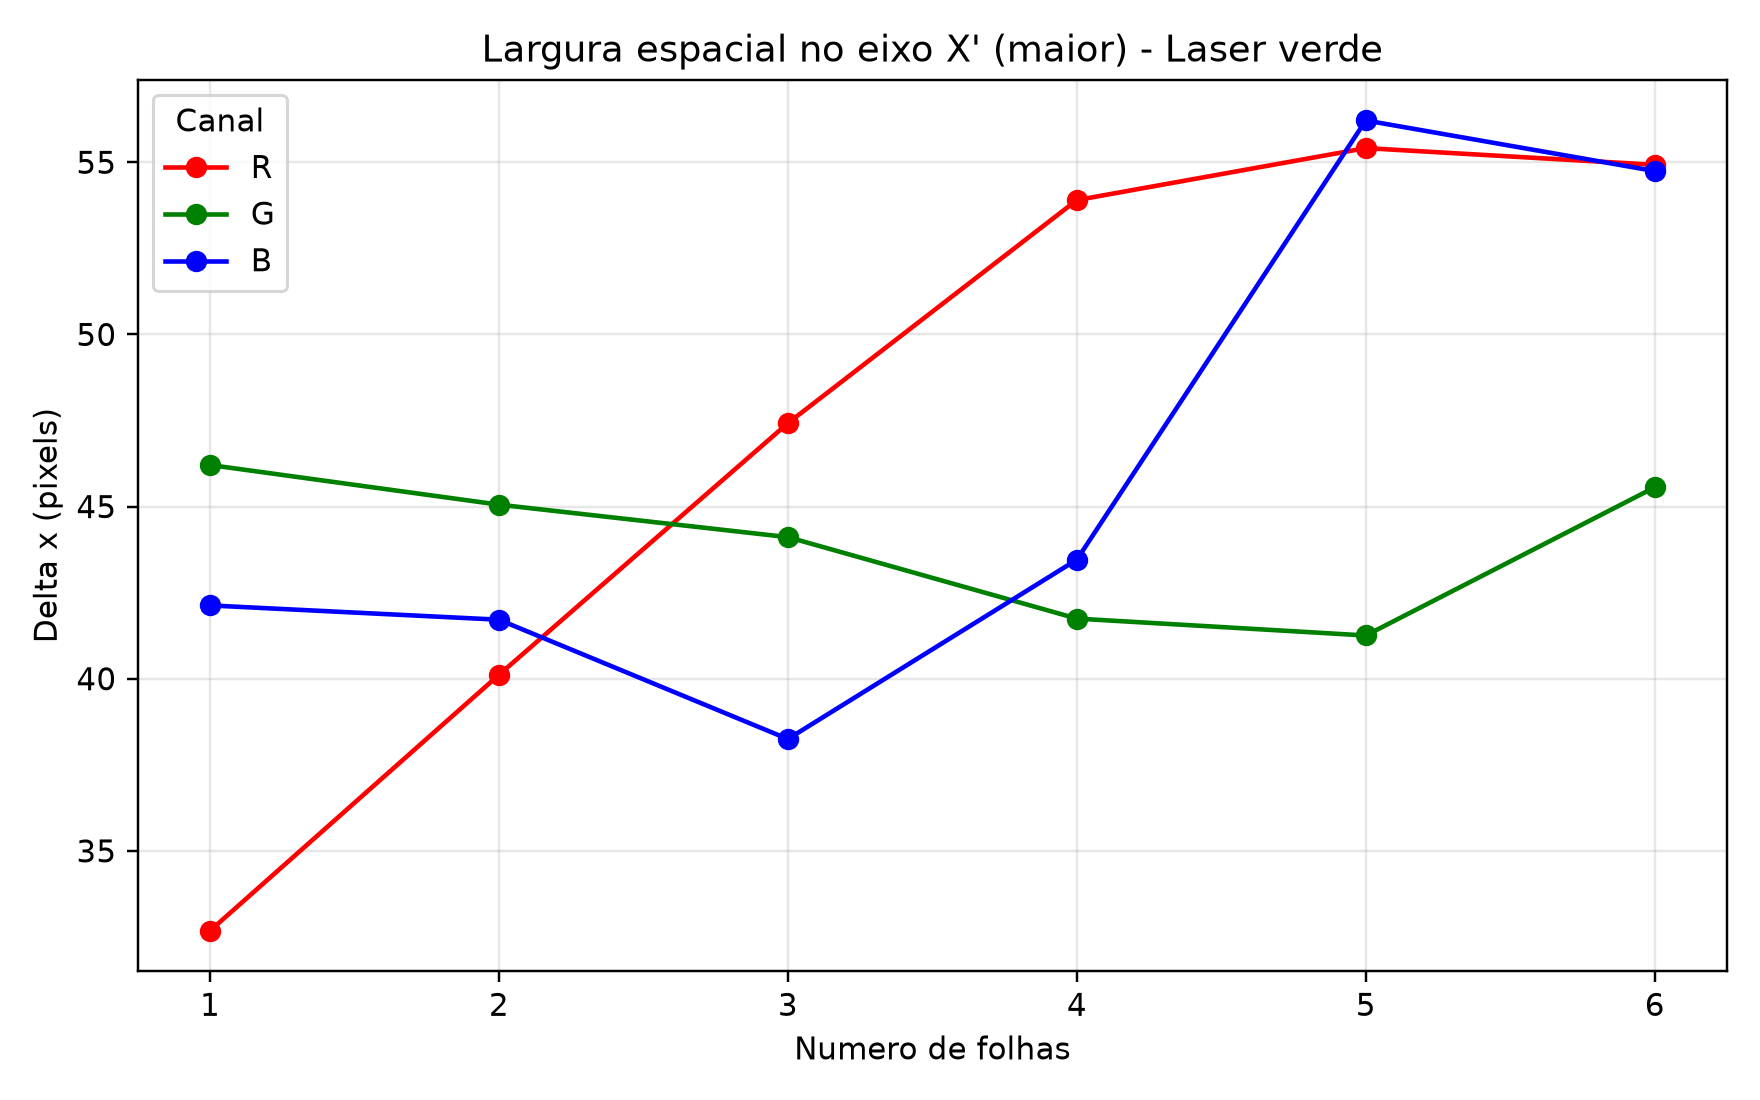 Largura espacial no eixo X' (maior) - Laser verde
Canal
R
G
B
55
50
45
40
35
Delta x (pixels)
1 2 3 4 5 6
Numero de folhas